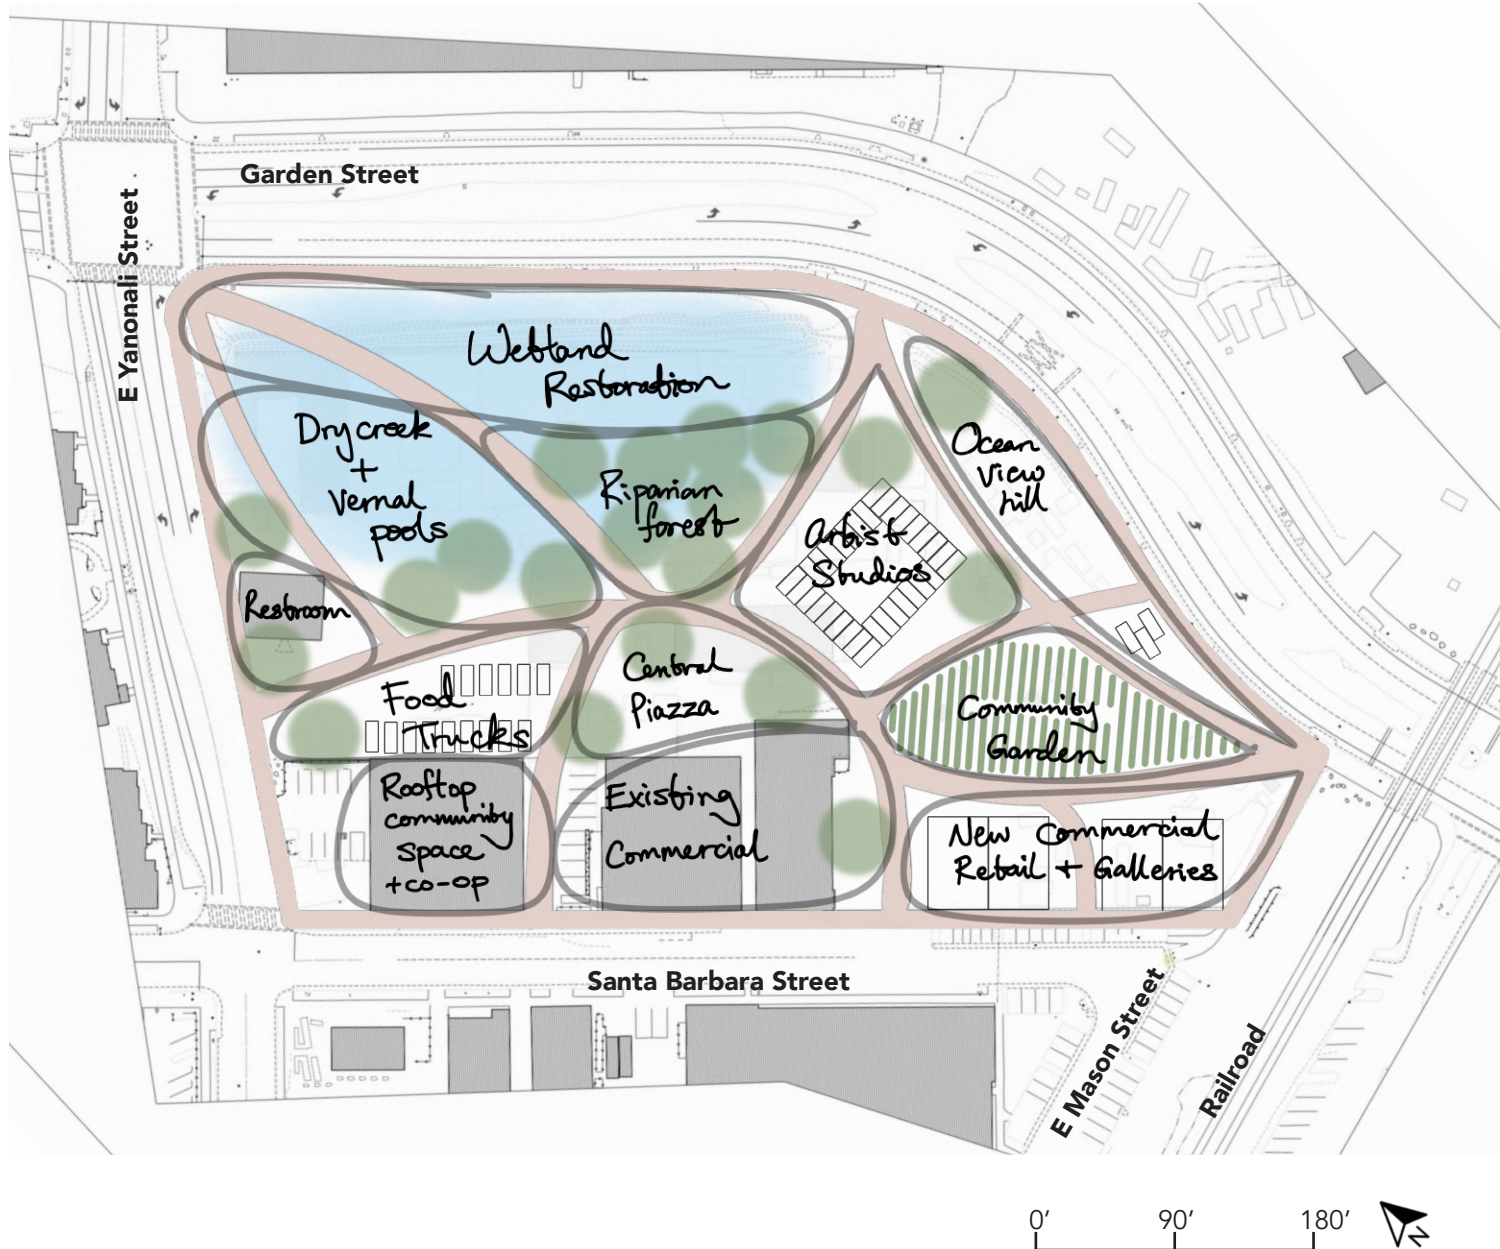 Garden Street
E Yanonali Street
Wetland
Restoration
Dry creek
+
Vernal
pools
Riparian
forest
Ocean
View
hill
Artist
Studios
Restroom
Central
Piazza
Food
Trucks
Community
Garden
Rooftop
community
space
+co-op
Existing
Commercial
New Commercial
Retail + Galleries
Santa Barbara Street
E Mason Street
Railroad
0' 90' 180'
N